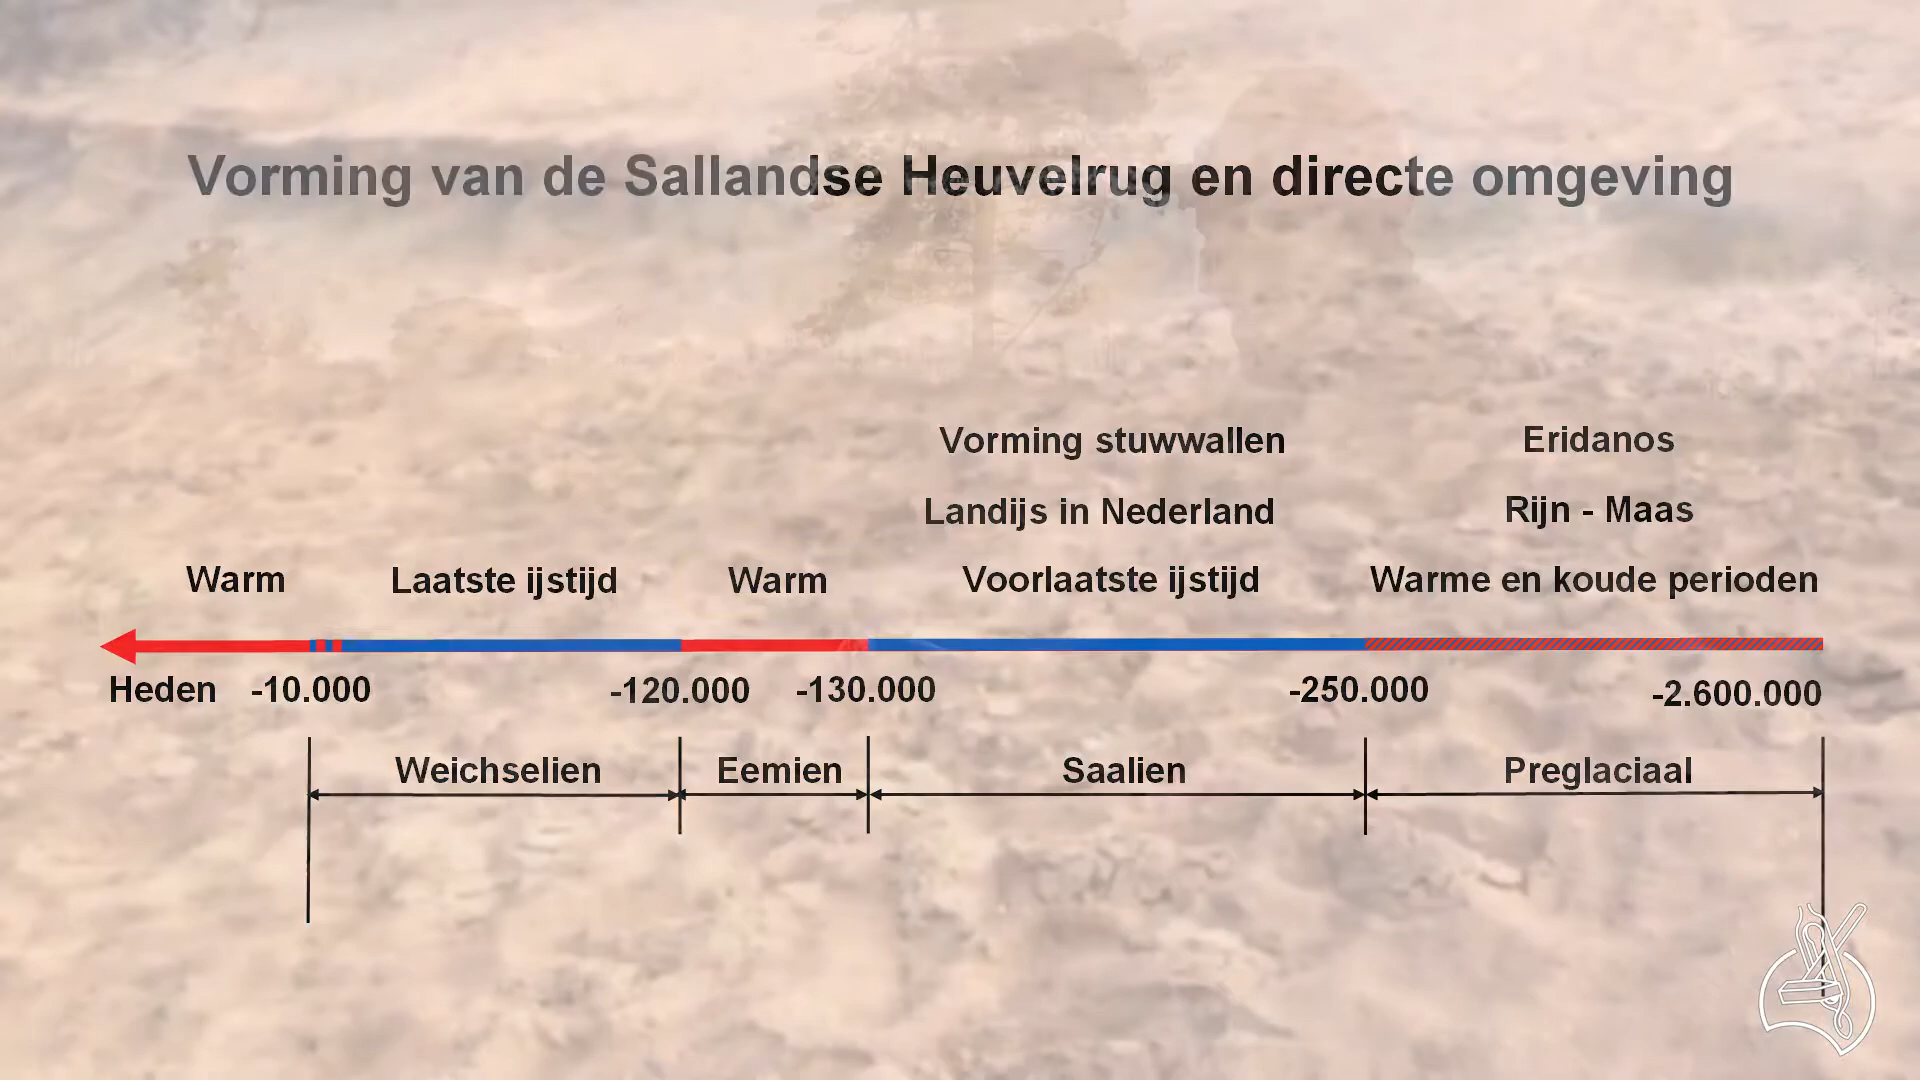 Vorming van de Sallandse Heuvelrug en directe omgeving
Vorming stuwwallen
Eridanos
Landijs in Nederland
Rijn - Maas
Warm
Laatste ijstijd
Warm
Voorlaatste ijstijd
Warme en koude perioden
Heden
-10.000
-120.000
-130.000
-250.000
-2.600.000
Weichselien
Eemien
Saalien
Preglaciaal